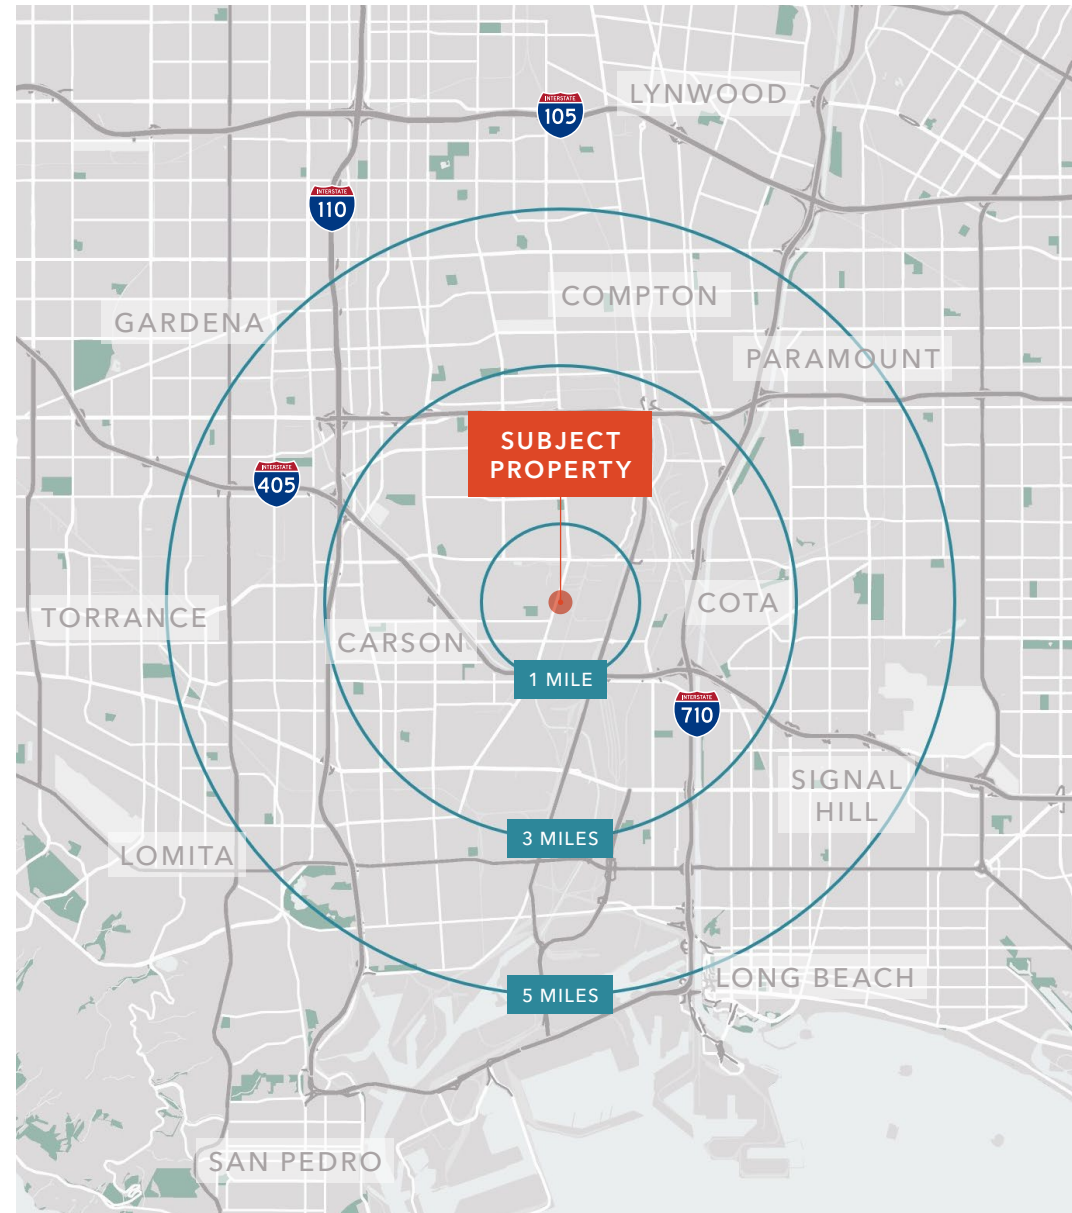 LYNWOOD
INTERSTATE
105
INTERSTATE
110
COMPTON
GARDENA
PARAMOUNT
SUBJECT
PROPERTY
INTERSTATE
405
COTA
TORRANCE
CARSON
1 MILE
INTERSTATE
710
SIGNAL
HILL
3 MILES
LOMITA
LONG BEACH
5 MILES
SAN PEDRO